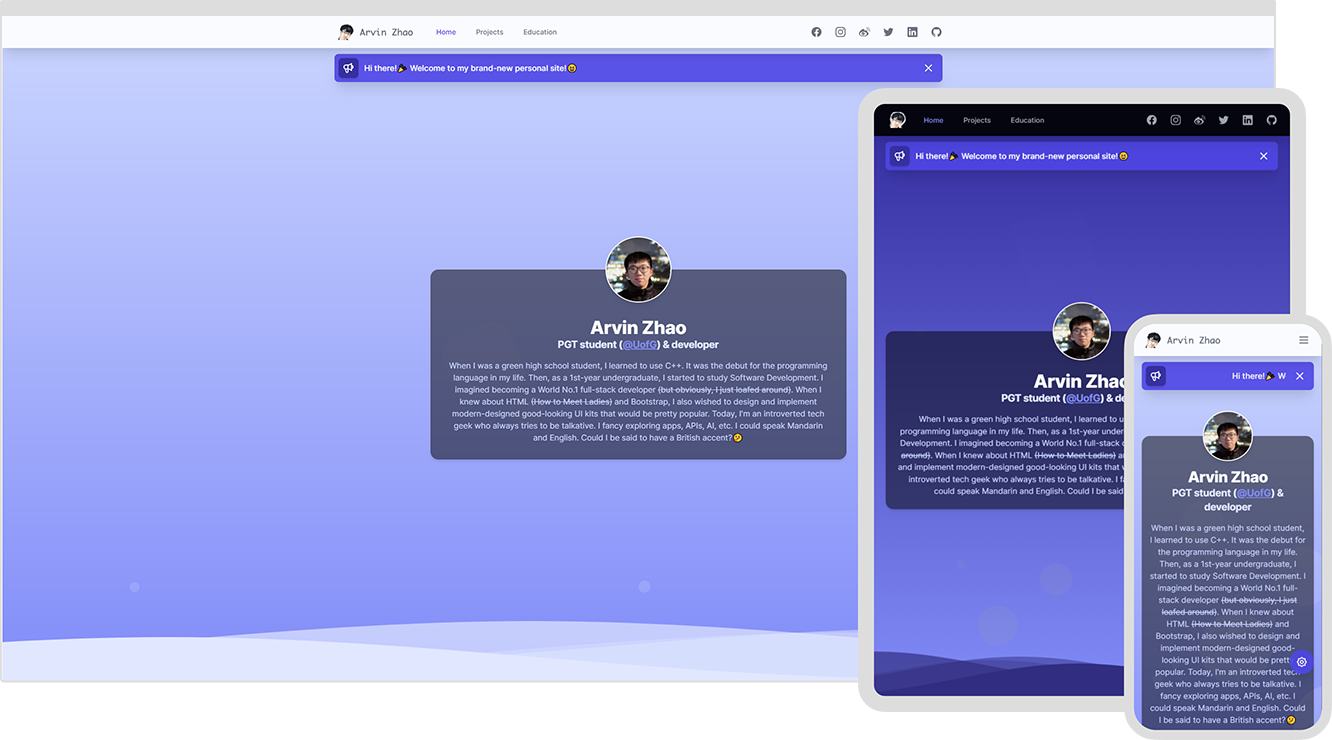 Arvin Zhao Home Projects Education
Hi there!🎉 Welcome to my brand-new personal site!😀
Arvin Zhao
PGT student (@UofG) & developer
When I was a green high school student, I learned to use C++. It was the debut for the programming
language in my life. Then, as a 1st-year undergraduate, I started to study Software Development. I
imagined becoming a World No.1 full-stack developer (but obviously, I just loafed around). When I
knew about HTML (How to Meet Ladies) and Bootstrap, I also wished to design and implement
modern-designed good-looking UI kits that would be pretty popular. Today, I'm an introverted tech
geek who always tries to be talkative. I fancy exploring apps, APIs, AI, etc. I could speak Mandarin
and English. Could I be said to have a British accent?🤔
Home Projects Education
Hi there!🎉 Welcome to my brand-new personal site!😀
Arvin Zhao
PGT student (@UofG) & de
When I was a green high school student, I learned to u
programming language in my life. Then, as a 1st-year under
Development. I imagined becoming a World No.1 full-stack
around). When I knew about HTML (How to Meet Ladies) a
and implement modern-designed good-looking UI kits that
introverted tech geek who always tries to be talkative. I f
could speak Mandarin and English. Could I be said
Arvin Zhao
Hi there!🎉 W
Arvin Zhao
PGT student (@UofG) &
developer
When I was a green high school student,
I learned to use C++. It was the debut for
the programming language in my life.
Then, as a 1st-year undergraduate, I
started to study Software Development. I
imagined becoming a World No.1 full-
stack developer (but obviously, I just
loafed around). When I knew about
HTML (How to Meet Ladies) and
Bootstrap, I also wished to design and
implement modern-designed good-
looking UI kits that would be pretty
popular. Today, I'm an introverted tech
geek who always tries to be talkative. I
fancy exploring apps, APIs, AI, etc. I
could speak Mandarin and English. Could
I be said to have a British accent?🤔